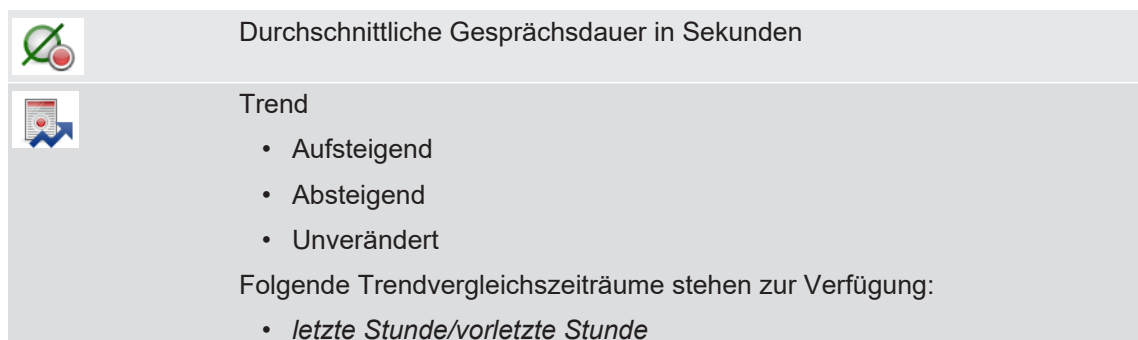 Durchschnittliche Gesprächsdauer in Sekunden
Trend
• Aufsteigend
• Absteigend
• Unverändert
Folgende Trendvergleichszeiträume stehen zur Verfügung:
• letzte Stunde/vorletzte Stunde